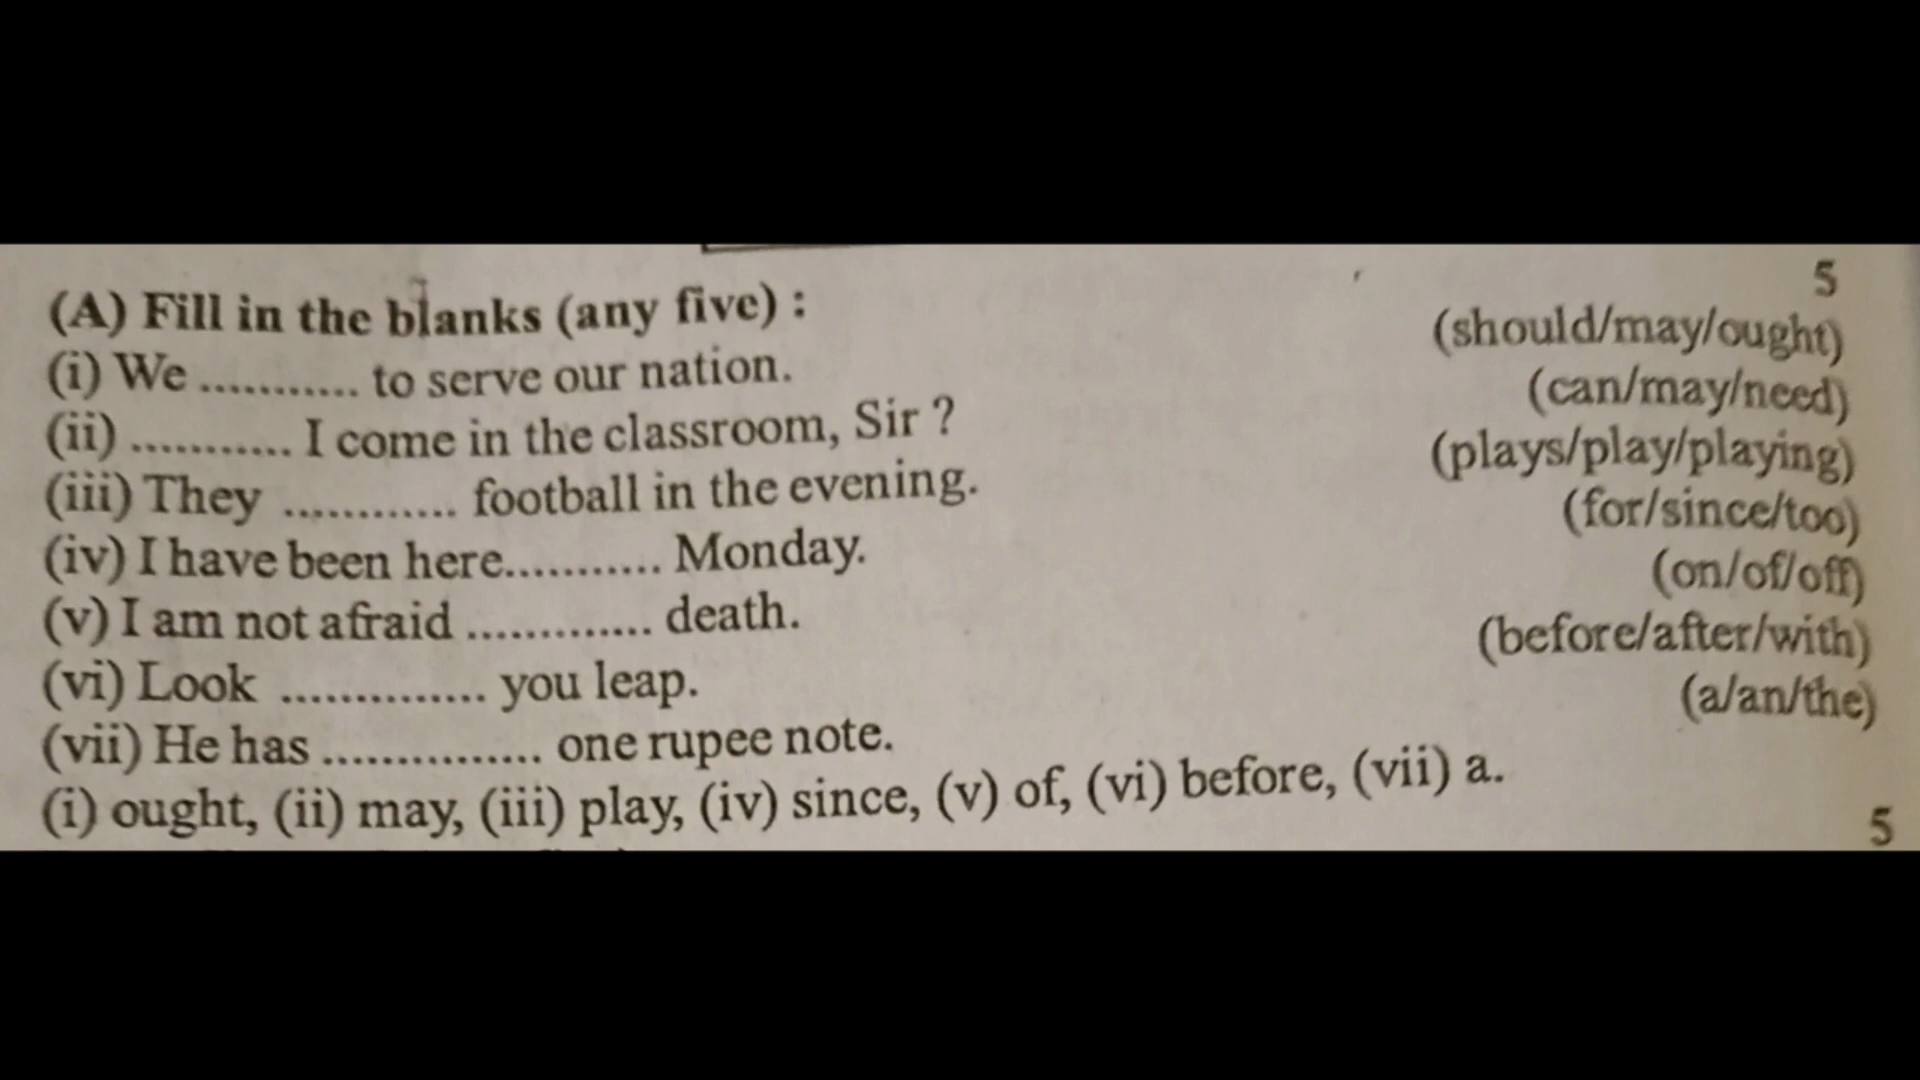 5
(A) Fill in the blanks (any five) :
(i) We ........... to serve our nation. (should/may/ought)
(ii) ........... I come in the classroom, Sir ? (can/may/need)
(iii) They ............ football in the evening. (plays/play/playing)
(iv) I have been here........... Monday. (for/since/too)
(v) I am not afraid ............. death. (on/of/off)
(vi) Look .............. you leap. (before/after/with)
(vii) He has ............... one rupee note. (a/an/the)
(i) ought, (ii) may, (iii) play, (iv) since, (v) of, (vi) before, (vii) a.
5